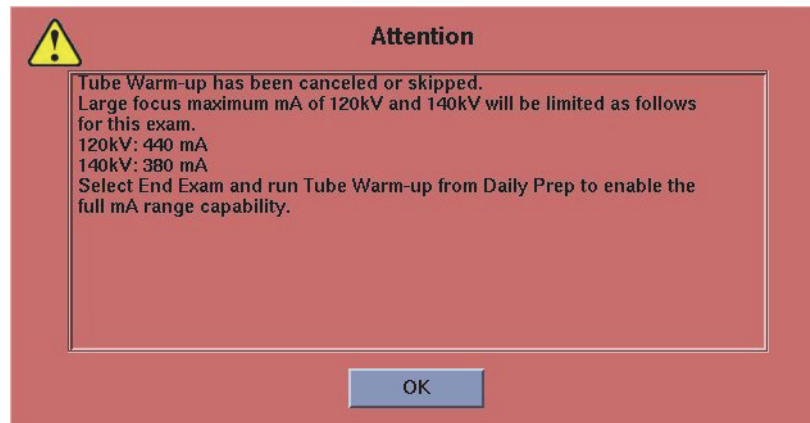 Attention
Tube Warm-up has been canceled or skipped.
Large focus maximum mA of 120kV and 140kV will be limited as follows
for this exam.
120kV: 440 mA
140kV: 380 mA
Select End Exam and run Tube Warm-up from Daily Prep to enable the
full mA range capability.
OK